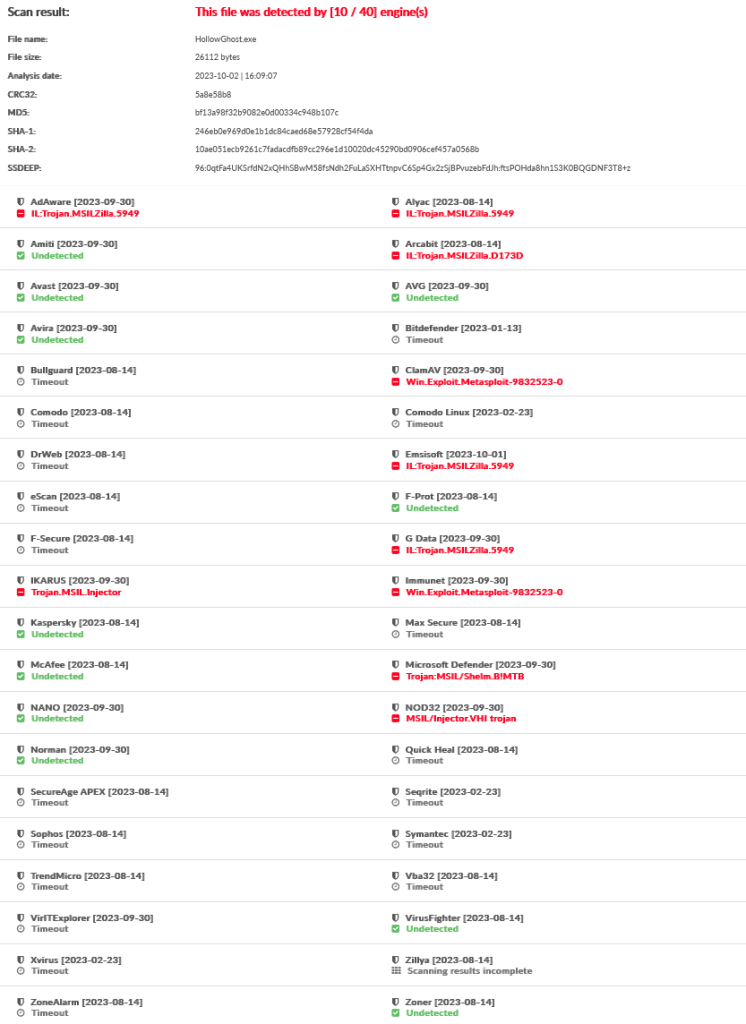 Scan result: This file was detected by [10 / 40] engine(s)
File name: HollowGhost.exe
File size: 26112 bytes
Analysis date: 2023-10-02 | 16:09:07
CRC32: 5a8e58b8
MD5: bf13a98f32b9082e0d00334c948b107c
SHA-1: 246eb0e969d0e1b1dc84caed68e57928cf54f4da
SHA-2: 10ae051ecb9261c7fadacdfb89cc296e1d10020dc45290bd0906cef457a0568b
SSDEEP: 96:0qtFa4UKSrfdN2xQHhSBwM58fsNdh2FuLaSXHTtnpvC6Sp4Gx2zSjBPvuzebFdJh:ftsPOHda8hn1S3K0BQGDNF3T8+z
AdAware [2023-09-30] Alyac [2023-08-14]
IL:Trojan.MSILZilla.5949 IL:Trojan.MSILZilla.5949
Amiti [2023-09-30] Arcabit [2023-08-14]
Undetected IL:Trojan.MSILZilla.D173D
Avast [2023-09-30] AVG [2023-09-30]
Undetected Undetected
Avira [2023-09-30] Bitdefender [2023-01-13]
Undetected Timeout
Bullguard [2023-08-14] ClamAV [2023-09-30]
Timeout Win.Exploit.Metasploit-9832523-0
Comodo [2023-08-14] Comodo Linux [2023-02-23]
Timeout Timeout
DrWeb [2023-08-14] Emsisoft [2023-10-01]
Timeout IL:Trojan.MSILZilla.5949
eScan [2023-08-14] F-Prot [2023-08-14]
Timeout Undetected
F-Secure [2023-08-14] G Data [2023-09-30]
Timeout IL:Trojan.MSILZilla.5949
IKARUS [2023-09-30] Immunet [2023-09-30]
Trojan.MSIL.Injector Win.Exploit.Metasploit-9832523-0
Kaspersky [2023-08-14] Max Secure [2023-08-14]
Undetected Timeout
McAfee [2023-08-14] Microsoft Defender [2023-09-30]
Undetected Trojan:MSIL/Shelm.B!MTB
NANO [2023-09-30] NOD32 [2023-09-30]
Undetected MSIL/Injector.VHI trojan
Norman [2023-09-30] Quick Heal [2023-08-14]
Undetected Timeout
SecureAge APEX [2023-08-14] Seqrite [2023-02-23]
Timeout Timeout
Sophos [2023-08-14] Symantec [2023-02-23]
Timeout Timeout
TrendMicro [2023-08-14] Vba32 [2023-08-14]
Timeout Timeout
VirITExplorer [2023-09-30] VirusFighter [2023-08-14]
Timeout Undetected
Xvirus [2023-02-23] Zillya [2023-08-14]
Timeout Scanning results incomplete
ZoneAlarm [2023-08-14] Zoner [2023-08-14]
Timeout Undetected